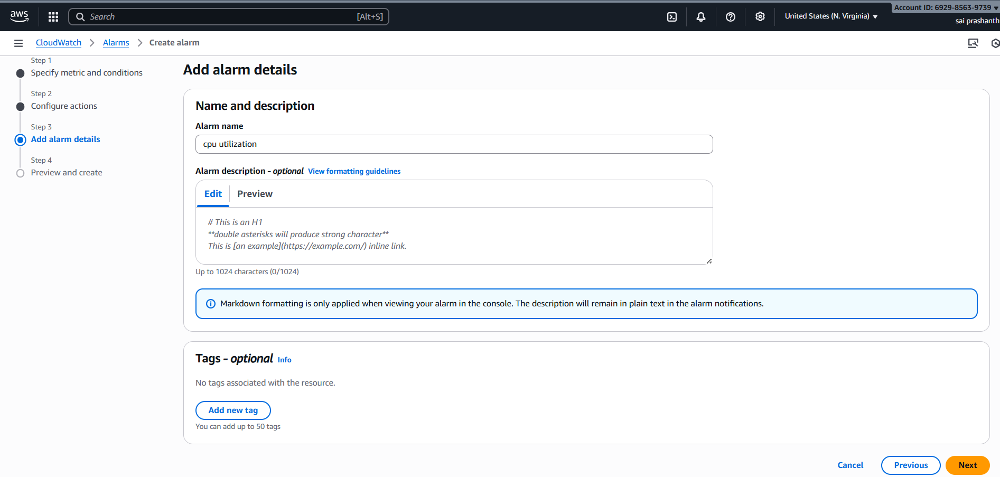 aws
Search [Alt+S]
United States (N. Virginia)
Account ID: 6929-8563-9739
sai prashanth
CloudWatch
Alarms
Create alarm
Step 1
Specify metric and conditions
Step 2
Configure actions
Step 3
Add alarm details
Step 4
Preview and create
Add alarm details
Name and description
Alarm name
cpu utilization
Alarm description - optional View formatting guidelines
Edit Preview
# This is an H1
**double asterisks will produce strong character**
This is [an example](https://example.com/) inline link.
Up to 1024 characters (0/1024)
Markdown formatting is only applied when viewing your alarm in the console. The description will remain in plain text in the alarm notifications.
Tags - optional Info
No tags associated with the resource.
Add new tag
You can add up to 50 tags
Cancel Previous Next